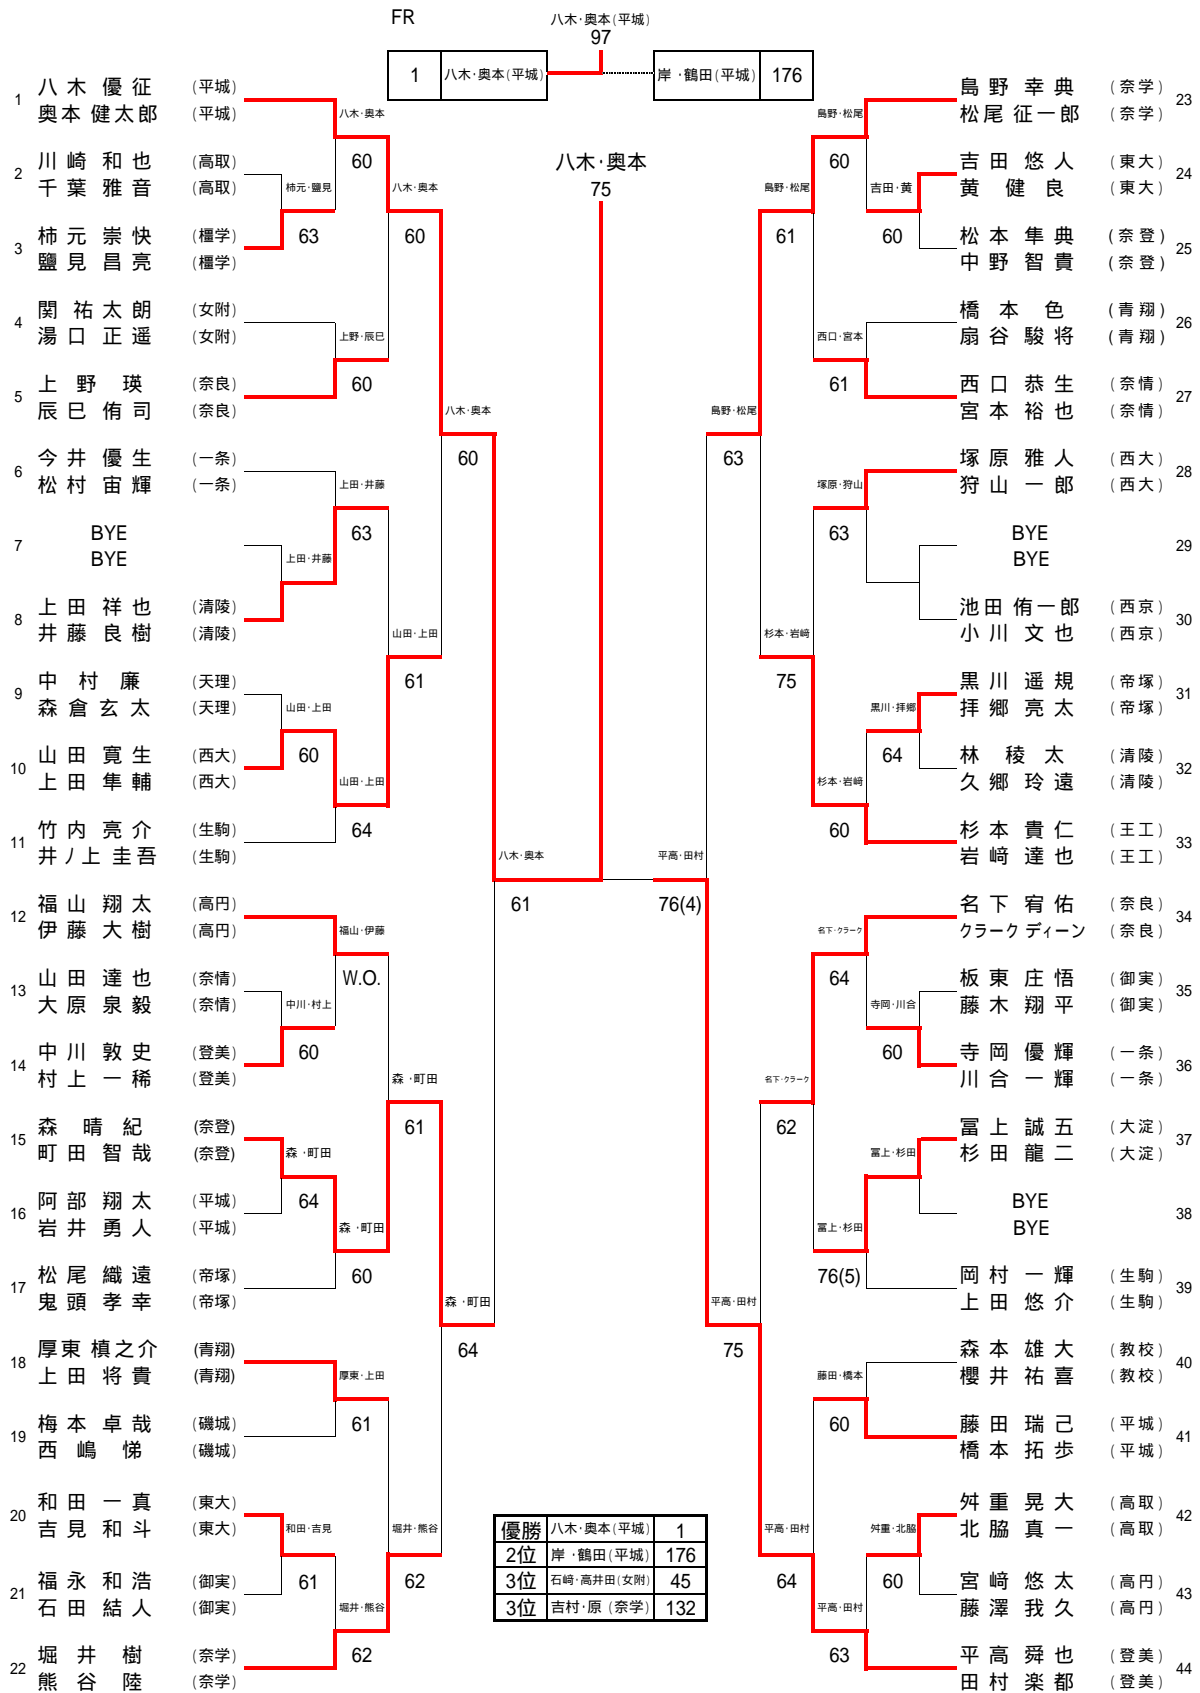 FR
八木・奥本(平城)
97
1 八木・奥本(平城) 岸・鶴田(平城) 176
八木・奥本
75
1 八木 優征 (平城)
奥本 健太郎 (平城)
八木・奥本
60
2 川崎 和也 (高取)
千葉 雅音 (高取)
柿元・鹽見
63
八木・奥本
60
3 柿元 崇快 (橿学)
鹽見 昌亮 (橿学)
4 関 祐太朗 (女附)
湯口 正遥 (女附)
上野・辰巳
60
5 上野 瑛 (奈良)
辰巳 侑司 (奈良)
八木・奥本
60
6 今井 優生 (一条)
松村 宙輝 (一条)
上田・井藤
63
7 BYE
BYE
上田・井藤
8 上田 祥也 (清陵)
井藤 良樹 (清陵)
山田・上田
61
9 中村 廉 (天理)
森倉 玄太 (天理)
山田・上田
60
10 山田 寛生 (西大)
上田 隼輔 (西大)
山田・上田
64
11 竹内 亮介 (生駒)
井ノ上 圭吾 (生駒)
八木・奥本
61
12 福山 翔太 (高円)
伊藤 大樹 (高円)
福山・伊藤
W.O.
13 山田 達也 (奈情)
大原 泉毅 (奈情)
中川・村上
60
14 中川 敦史 (登美)
村上 一稀 (登美)
森・町田
61
15 森 晴紀 (奈登)
町田 智哉 (奈登)
森・町田
64
16 阿部 翔太 (平城)
岩井 勇人 (平城)
森・町田
60
17 松尾 織遠 (帝塚)
鬼頭 孝幸 (帝塚)
森・町田
64
18 厚東 槙之介 (青翔)
上田 将貴 (青翔)
厚東・上田
61
19 梅本 卓哉 (磯城)
西嶋 悌 (磯城)
20 和田 一真 (東大)
吉見 和斗 (東大)
和田・吉見
61
堀井・熊谷
62
21 福永 和浩 (御実)
石田 結人 (御実)
堀井・熊谷
62
22 堀井 樹 (奈学)
熊谷 陸 (奈学)
島野 幸典 (奈学) 23
松尾 征一郎 (奈学)
島野・松尾
60
吉田 悠人 (東大) 24
黄 健良 (東大)
吉田・黄
60
島野・松尾
61
松本 隼典 (奈登) 25
中野 智貴 (奈登)
橋本 色 (青翔) 26
扇谷 駿将 (青翔)
西口・宮本
61
西口 恭生 (奈情) 27
宮本 裕也 (奈情)
島野・松尾
63
塚原 雅人 (西大) 28
狩山 一郎 (西大)
塚原・狩山
63
BYE 29
BYE
池田 侑一郎 (西京) 30
小川 文也 (西京)
杉本・岩﨑
75
黒川 遥規 (帝塚) 31
拝郷 亮太 (帝塚)
黒川・拝郷
64
林 稜太 (清陵) 32
久郷 玲遠 (清陵)
杉本・岩﨑
60
杉本 貴仁 (王工) 33
岩﨑 達也 (王工)
平高・田村
76(4)
名下 宥佑 (奈良) 34
クラーク ディーン (奈良)
名下・クラーク
64
板東 庄悟 (御実) 35
藤木 翔平 (御実)
寺岡・川合
60
寺岡 優輝 (一条) 36
川合 一輝 (一条)
名下・クラーク
62
冨上 誠五 (大淀) 37
杉田 龍二 (大淀)
冨上・杉田
BYE 38
BYE
冨上・杉田
76(5)
岡村 一輝 (生駒) 39
上田 悠介 (生駒)
平高・田村
75
森本 雄大 (教校) 40
櫻井 祐喜 (教校)
藤田・橋本
60
藤田 瑞己 (平城) 41
橋本 拓歩 (平城)
舛重 晃大 (高取) 42
北脇 真一 (高取)
舛重・北脇
60
平高・田村
64
宮﨑 悠太 (高円) 43
藤澤 我久 (高円)
平高・田村
63
平高 舜也 (登美) 44
田村 楽都 (登美)
優勝 八木・奥本(平城) 1
2位 岸・鶴田(平城) 176
3位 石﨑・高井田(女附) 45
3位 吉村・原(奈学) 132